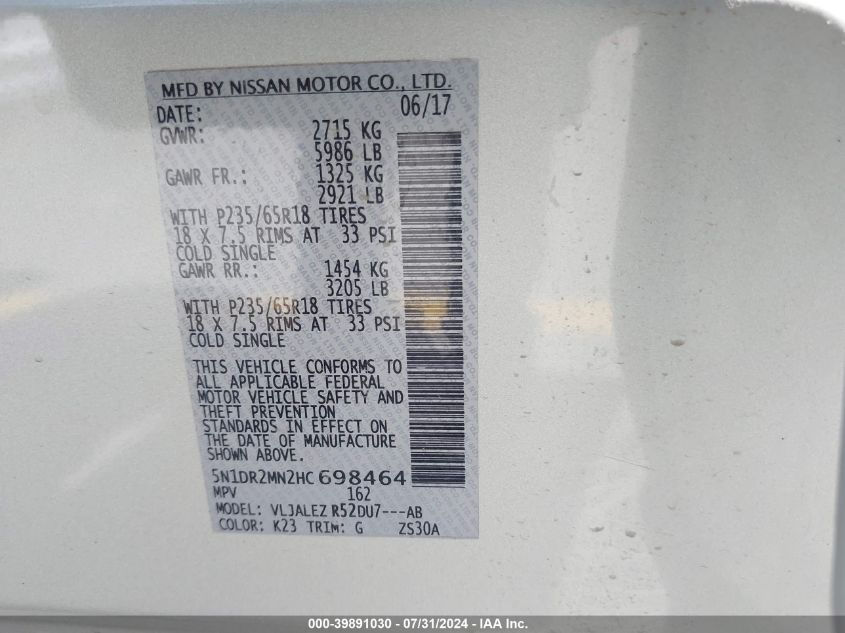 MFD BY NISSAN MOTOR CO., LTD.
DATE: 06/17
GVWR: 2715 KG
5986 LB
GAWR FR.: 1325 KG
2921 LB
WITH P235/65R18 TIRES
18 X 7.5 RIMS AT 33 PSI
COLD SINGLE
GAWR RR.: 1454 KG
3205 LB
WITH P235/65R18 TIRES
18 X 7.5 RIMS AT 33 PSI
COLD SINGLE
THIS VEHICLE CONFORMS TO
ALL APPLICABLE FEDERAL
MOTOR VEHICLE SAFETY AND
THEFT PREVENTION
STANDARDS IN EFFECT ON
THE DATE OF MANUFACTURE
SHOWN ABOVE.
5N1DR2MN2HC698464
MPV 162
MODEL: VLJALEZ R52DU7---AB
COLOR: K23 TRIM: G ZS30A
000-39891030 - 07/31/2024 - IAA Inc.